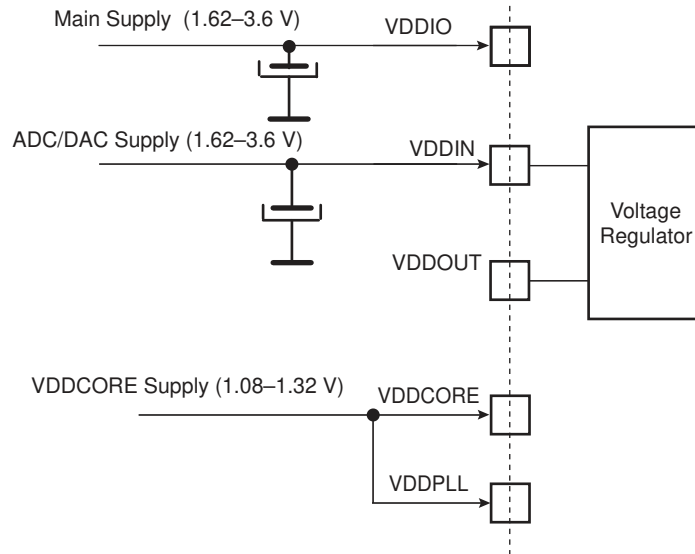 Main Supply (1.62–3.6 V)
VDDIO
ADC/DAC Supply (1.62–3.6 V)
VDDIN
Voltage
Regulator
VDDOUT
VDDCORE Supply (1.08–1.32 V)
VDDCORE
VDDPLL